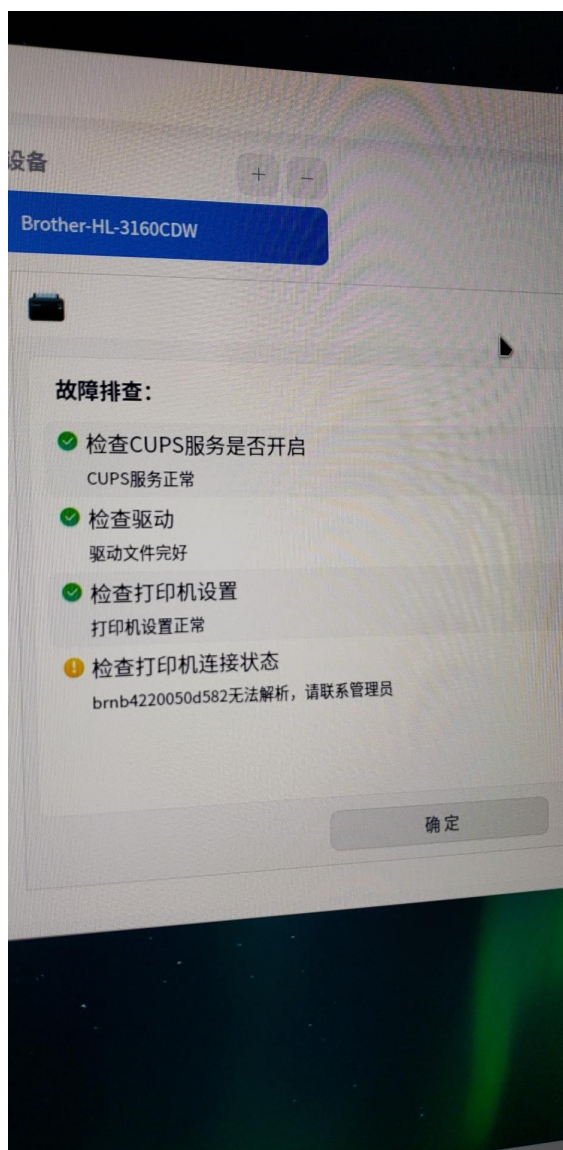 设备
+ −
Brother-HL-3160CDW
故障排查：
检查CUPS服务是否开启
CUPS服务正常
检查驱动
驱动文件完好
检查打印机设置
打印机设置正常
检查打印机连接状态
brnb4220050d582无法解析，请联系管理员
确定